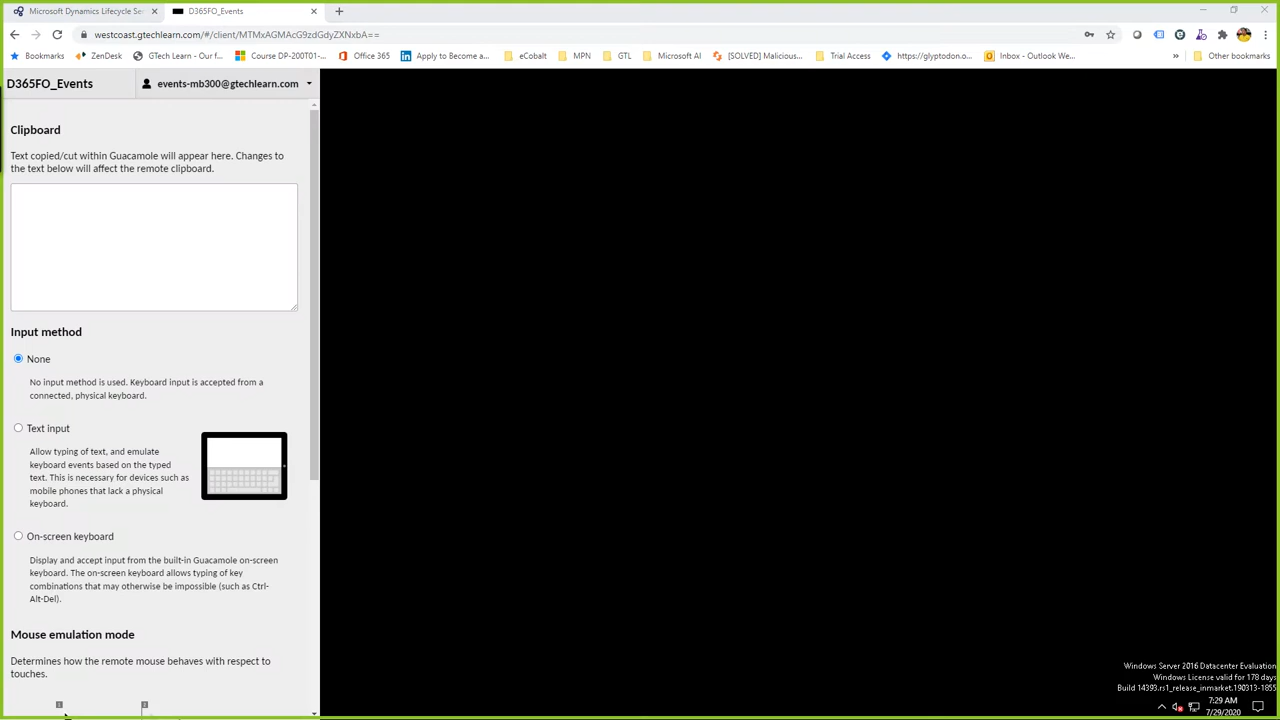 Microsoft Dynamics Lifecycle Se
D365FO_Events
westcoast.gtechlearn.com/#/client/MTMxAGMAcG9zdGdyZXNxbA==
Bookmarks
ZenDesk
GTech Learn - Our f...
Course DP-200T01-...
Office 365
Apply to Become a...
eCobalt
MPN
GTL
Microsoft AI
[SOLVED] Malicious...
Trial Access
https://glyptodon.o...
Inbox - Outlook We...
»
Other bookmarks
D365FO_Events
events-mb300@gtechlearn.com
Clipboard
Text copied/cut within Guacamole will appear here. Changes to
the text below will affect the remote clipboard.
Input method
None
No input method is used. Keyboard input is accepted from a
connected, physical keyboard.
Text input
Allow typing of text, and emulate
keyboard events based on the typed
text. This is necessary for devices such as
mobile phones that lack a physical
keyboard.
On-screen keyboard
Display and accept input from the built-in Guacamole on-screen
keyboard. The on-screen keyboard allows typing of key
combinations that may otherwise be impossible (such as Ctrl-
Alt-Del).
Mouse emulation mode
Determines how the remote mouse behaves with respect to
touches.
Windows Server 2016 Datacenter Evaluation
Windows License valid for 178 days
Build 14393.rs1_release_inmarket.190313-1855
7:29 AM
7/29/2020